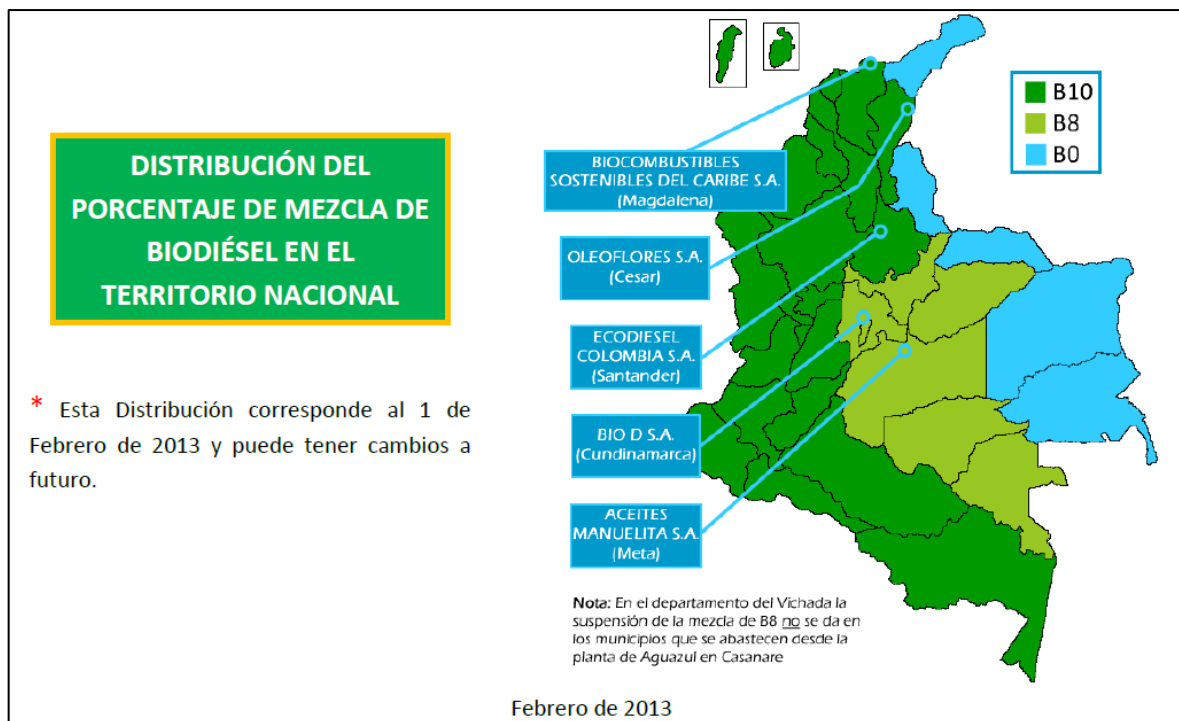 DISTRIBUCIÓN DEL
PORCENTAJE DE MEZCLA DE
BIODIÉSEL EN EL
TERRITORIO NACIONAL
* Esta Distribución corresponde al 1 de
Febrero de 2013 y puede tener cambios a
futuro.
B10
B8
B0
BIOCOMBUSTIBLES
SOSTENIBLES DEL CARIBE S.A.
(Magdalena)
OLEOFLORES S.A.
(Cesar)
ECODIESEL
COLOMBIA S.A.
(Santander)
BIO D S.A.
(Cundinamarca)
ACEITES
MANUELITA S.A.
(Meta)
Nota: En el departamento del Vichada la
suspensión de la mezcla de B8 no se da en
los municipios que se abastecen desde la
planta de Aguazul en Casanare
Febrero de 2013